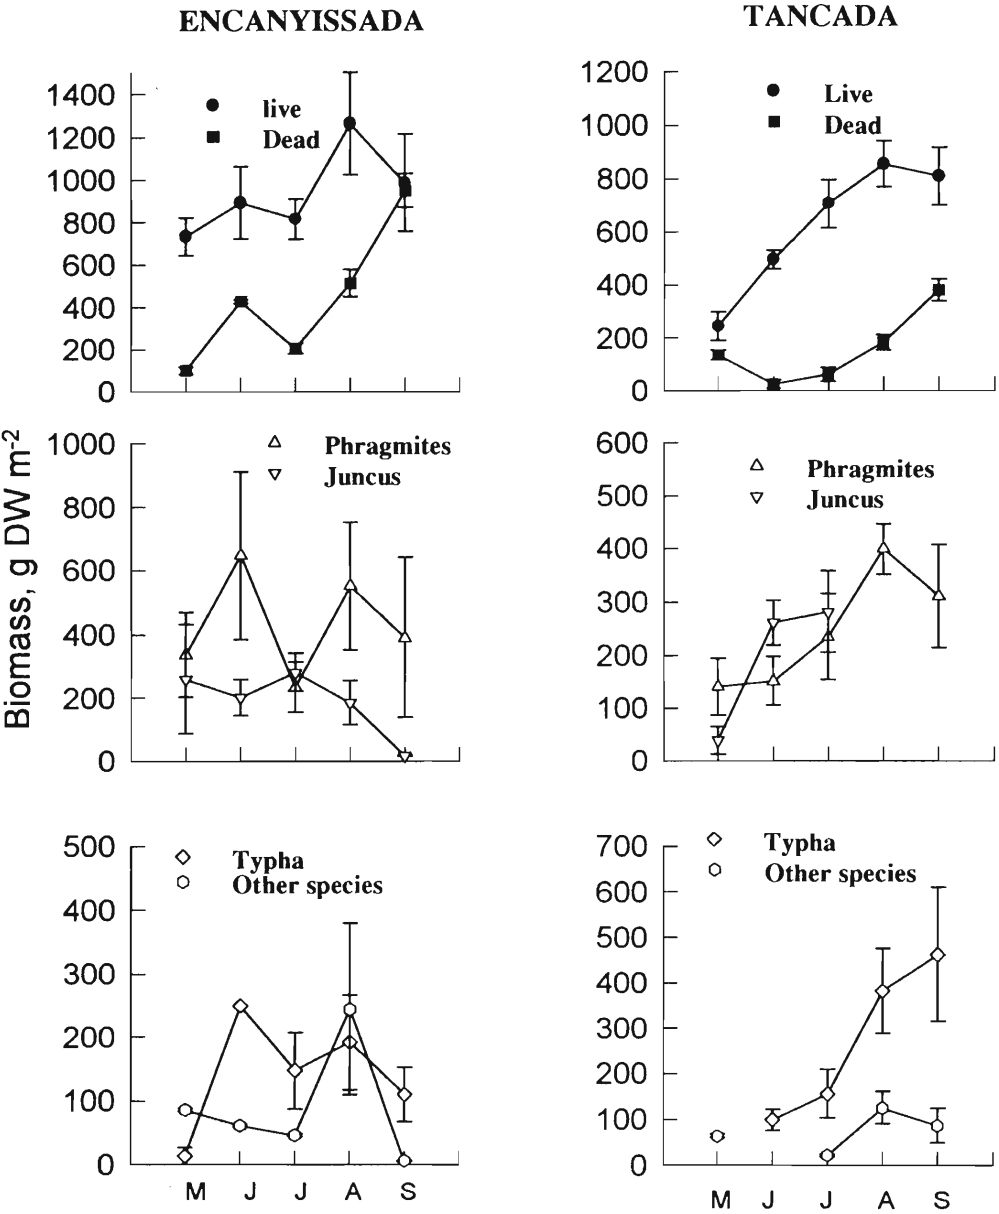 ENCANYISSADA
TANCADA
Biomass, g DW m-2
live
Dead
1400
1200
1000
800
600
400
200
0
Live
Dead
1200
1000
800
600
400
200
0
Phragmites
Juncus
1000
800
600
400
200
0
Phragmites
Juncus
600
500
400
300
200
100
0
Typha
Other species
500
400
300
200
100
0
M J J A S
Typha
Other species
700
600
500
400
300
200
100
0
M J J A S